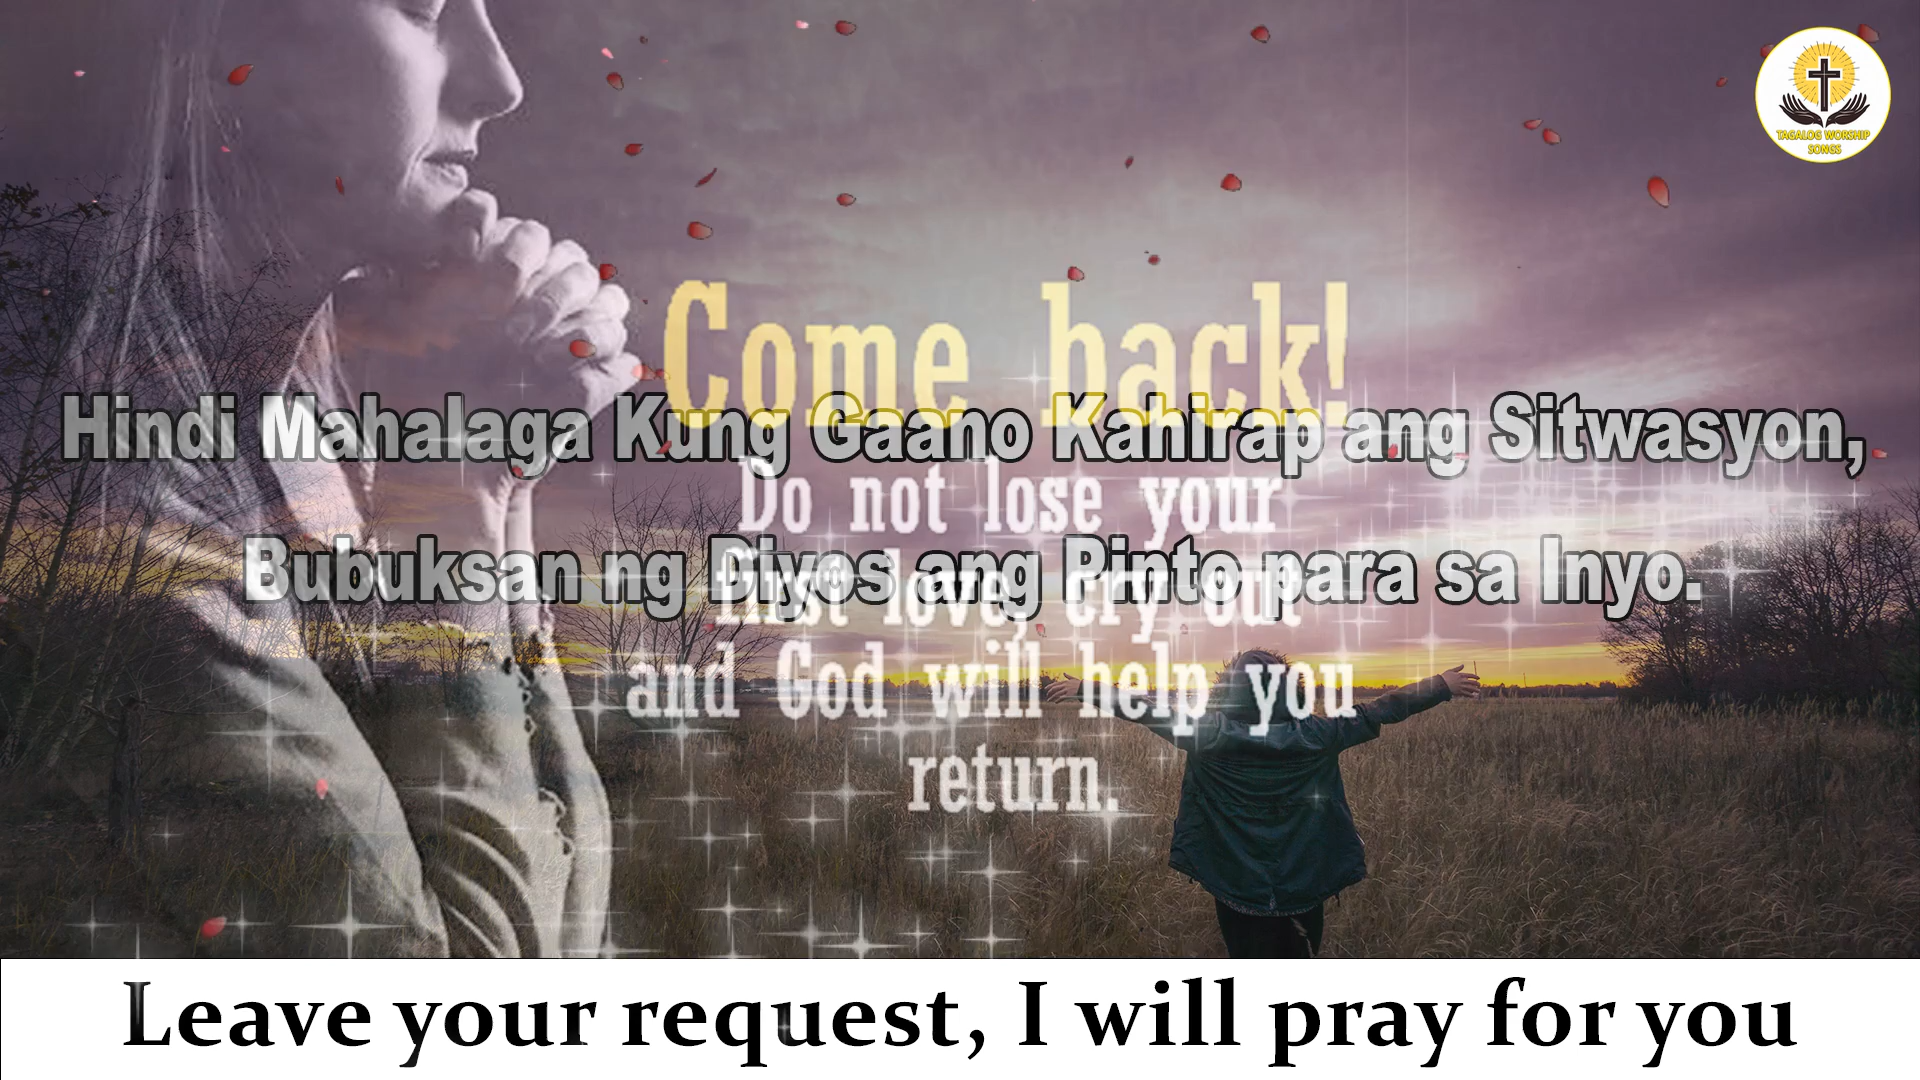 TAGALOG WORSHIP
SONGS
Come back!
Hindi Mahalaga Kung Gaano Kahirap ang Sitwasyon,
Do not lose your
Bubuksan ng Diyos ang Pinto para sa Inyo.
first love, cry out
and God will help you
return.
Leave your request, I will pray for you